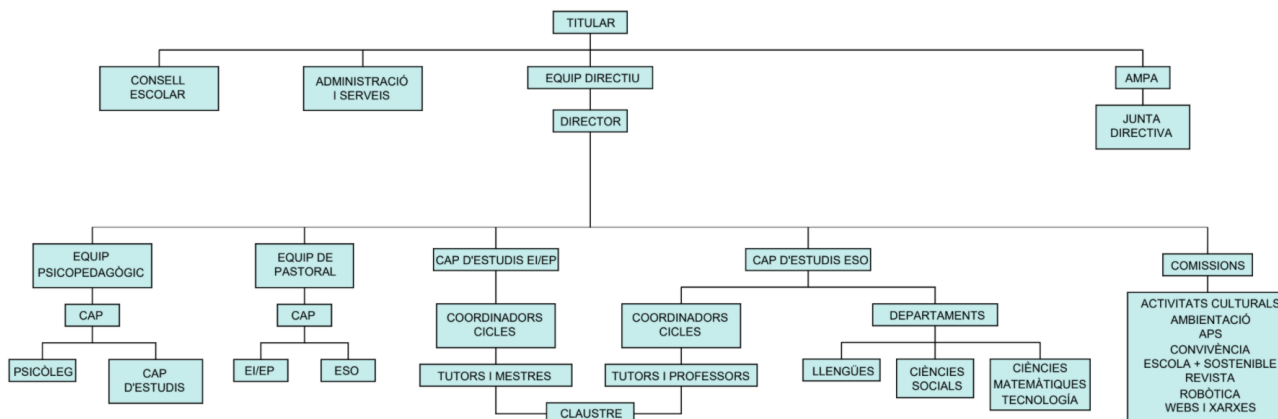 TITULAR
CONSELL
ESCOLAR
ADMINISTRACIÓ
I SERVEIS
EQUIP DIRECTIU
AMPA
DIRECTOR
JUNTA
DIRECTIVA
EQUIP
PSICOPEDAGÒGIC
EQUIP DE
PASTORAL
CAP D'ESTUDIS EI/EP
CAP D'ESTUDIS ESO
COMISSIONS
CAP
CAP
COORDINADORS
CICLES
COORDINADORS
CICLES
DEPARTAMENTS
PSICÒLEG
CAP
D'ESTUDIS
EI/EP
ESO
TUTORS I MESTRES
TUTORS I PROFESSORS
LLENGÜES
CIÈNCIES
SOCIALS
CIÈNCIES
MATEMÀTIQUES
TECNOLOGÍA
CLAUSTRE
ACTIVITATS CULTURALS
AMBIENTACIÓ
APS
CONVIVÈNCIA
ESCOLA + SOSTENIBLE
REVISTA
ROBÒTICA
WEBS I XARXES